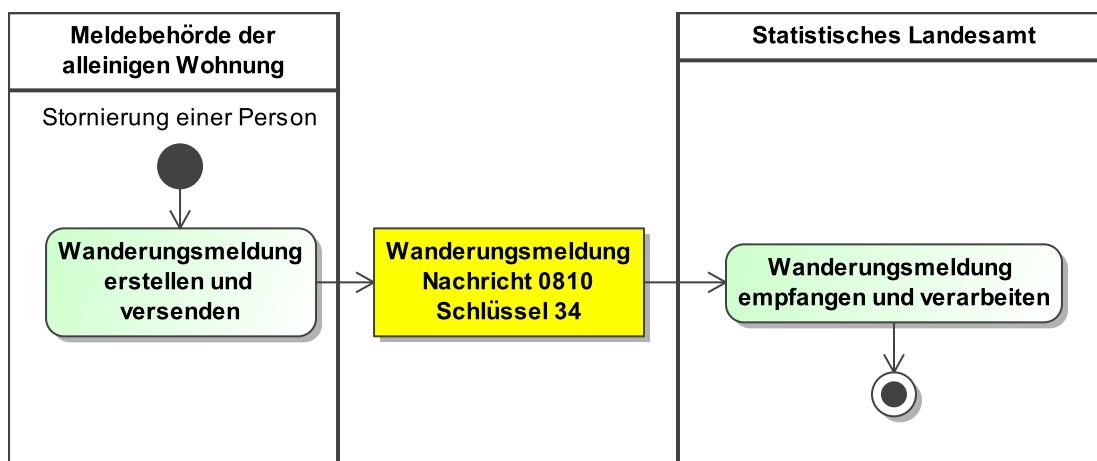 Meldebehörde der
alleinigen Wohnung
Statistisches Landesamt
Stornierung einer Person
Wanderungsmeldung
erstellen und
versenden
Wanderungsmeldung
Nachricht 0810
Schlüssel 34
Wanderungsmeldung
empfangen und verarbeiten